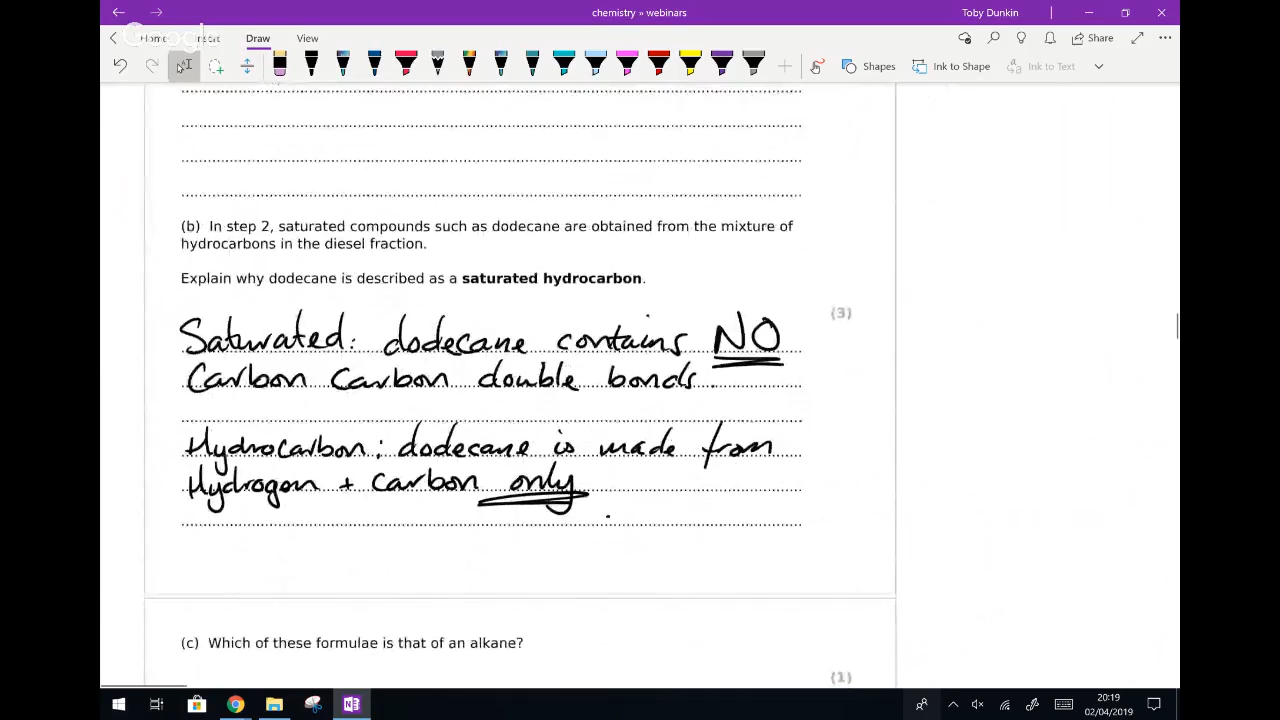 chemistry » webinars
Toby Dunkin
Google
Home Insert Draw View
Share
Shapes
Ink to Shape
Ink to Text
(b) In step 2, saturated compounds such as dodecane are obtained from the mixture of
hydrocarbons in the diesel fraction.
Explain why dodecane is described as a saturated hydrocarbon.
(3)
Saturated: dodecane contains NO
Carbon Carbon double bonds.
Hydrocarbon: dodecane is made from
Hydrogen + carbon only
(c) Which of these formulae is that of an alkane?
(1)
20:19
02/04/2019